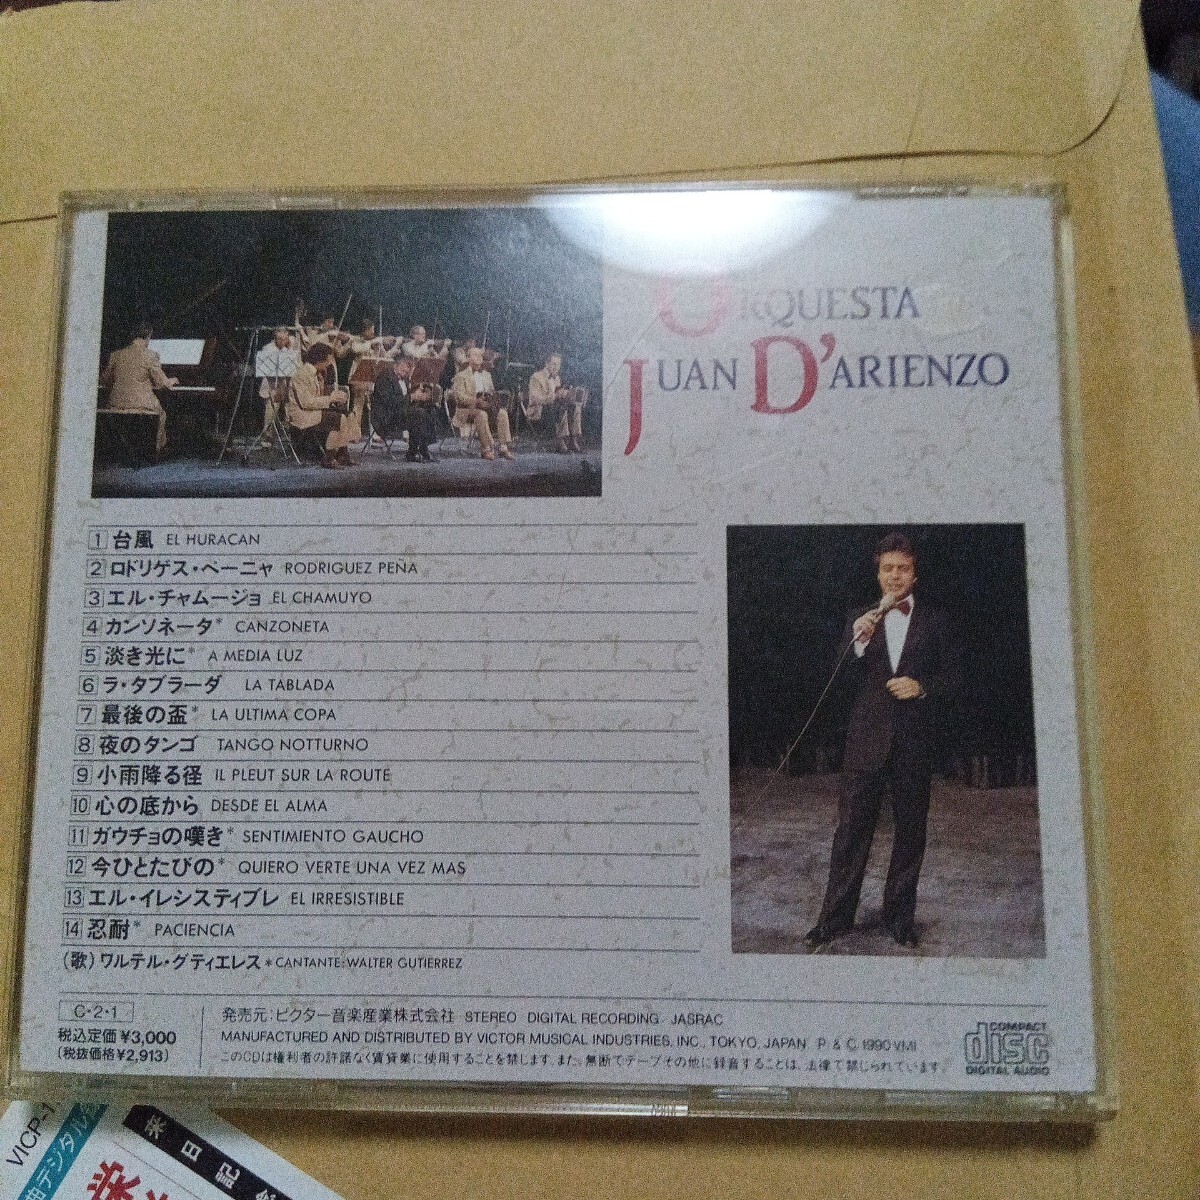 ORQUESTA
JUAN D'ARIENZO
1 台風 EL HURACAN
2 ロドリゲス・ペーニャ RODRIGUEZ PEÑA
3 エル・チャムージョ EL CHAMUYO
4 カンソネータ* CANZONETA
5 淡き光に* A MEDIA LUZ
6 ラ・タブラーダ LA TABLADA
7 最後の盃* LA ULTIMA COPA
8 夜のタンゴ TANGO NOTTURNO
9 小雨降る径 IL PLEUT SUR LA ROUTE
10 心の底から DESDE EL ALMA
11 ガウチョの嘆き* SENTIMIENTO GAUCHO
12 今ひとたびの* QUIERO VERTE UNA VEZ MAS
13 エル・イレシスティブレ EL IRRESISTIBLE
14 忍耐* PACIENCIA
(歌)ワルテル・グティエレス*CANTANTE:WALTER GUTIERREZ
C・2・1
税込定価¥3,000
(税抜価格¥2,913)
発売元:ビクター音楽産業株式会社 STEREO DIGITAL RECORDING JASRAC
MANUFACTURED AND DISTRIBUTED BY VICTOR MUSICAL INDUSTRIES, INC., TOKYO, JAPAN P. & C. 1990 VMI
このCDは権利者の許諾なく賃貸業に使用することを禁じます。また、無断でテープその他に録音することは、法律で禁じられています。
COMPACT
disc
DIGITAL AUDIO
VICP-1
曲デジタル
来日記念